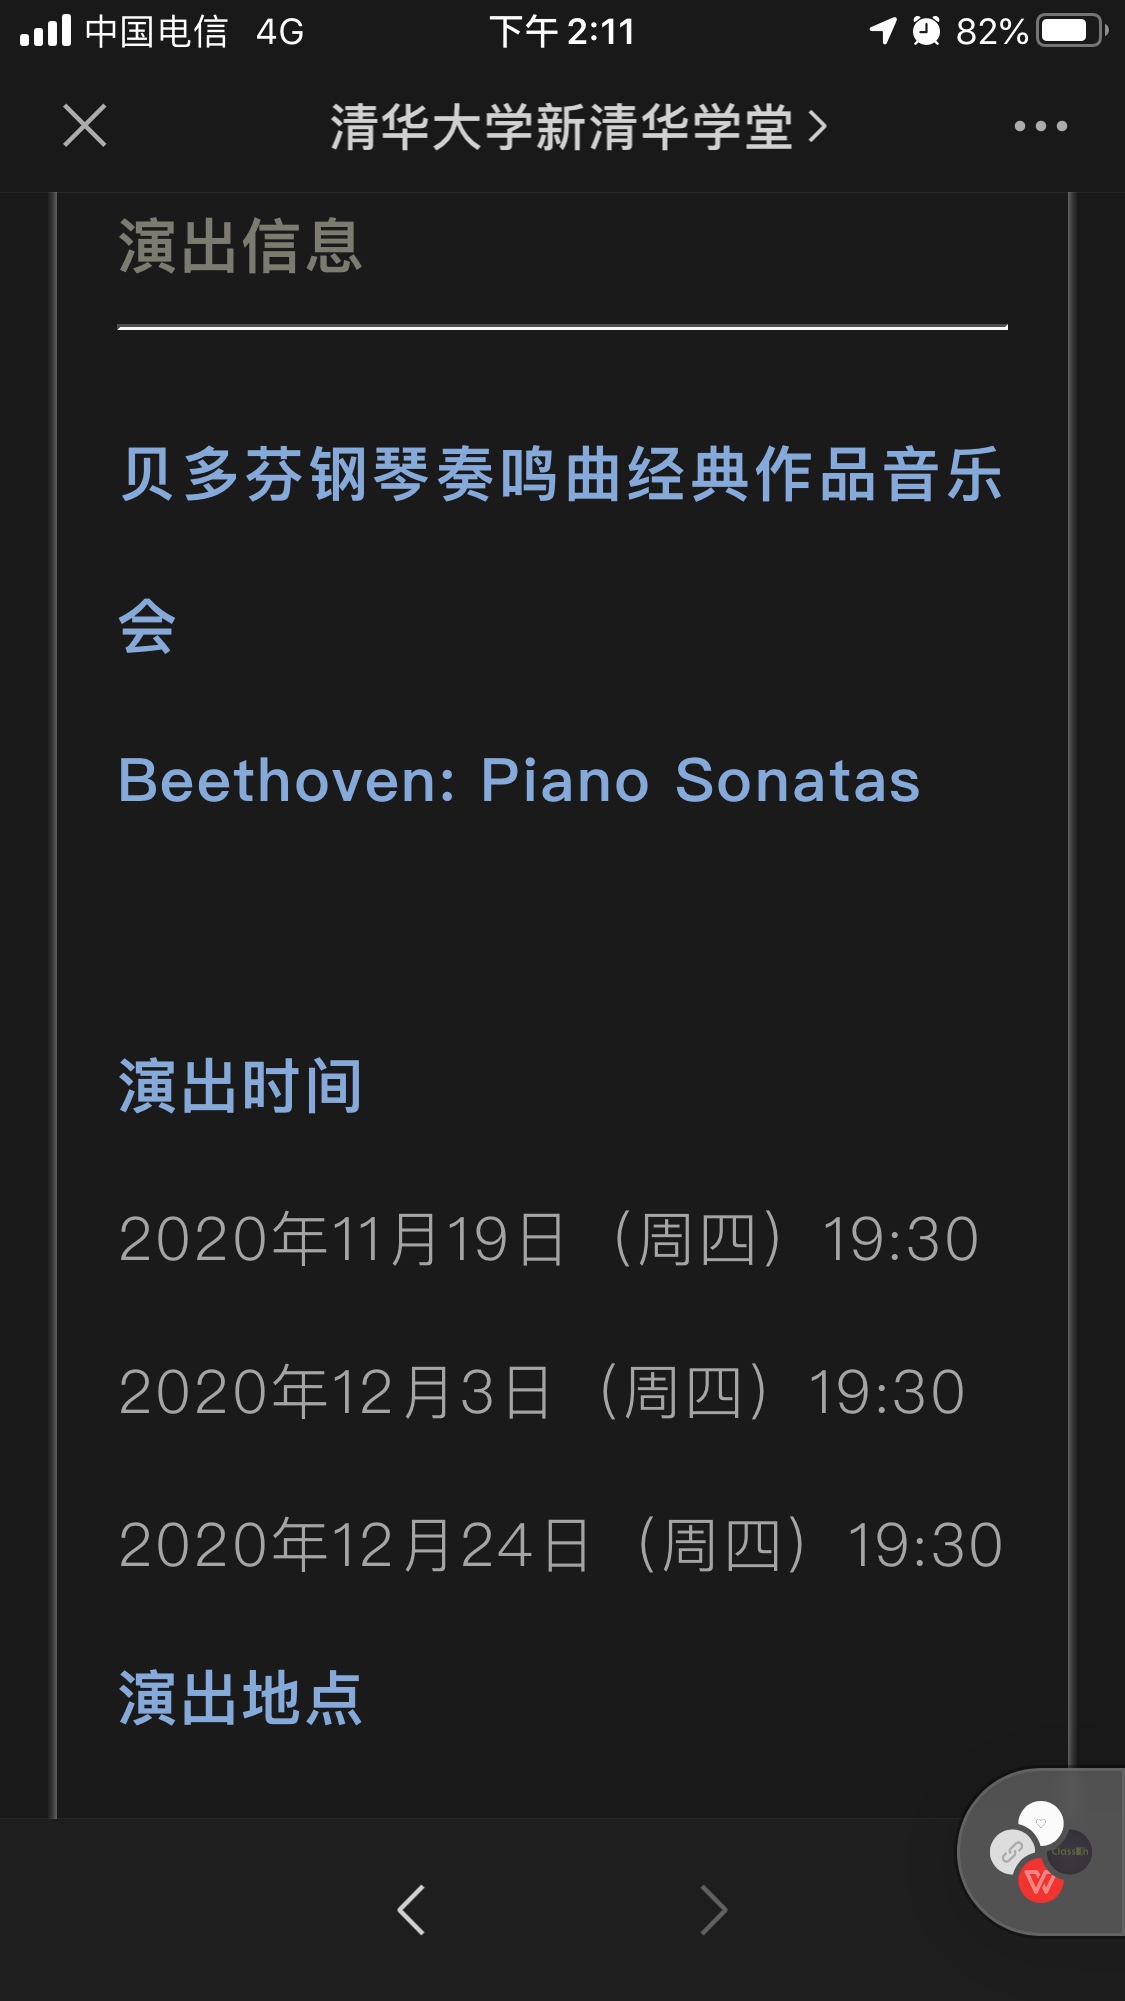 中国电信 4G 下午2:11 82%
清华大学新清华学堂
演出信息
贝多芬钢琴奏鸣曲经典作品音乐
会
Beethoven: Piano Sonatas
演出时间
2020年11月19日（周四）19:30
2020年12月3日（周四）19:30
2020年12月24日（周四）19:30
演出地点